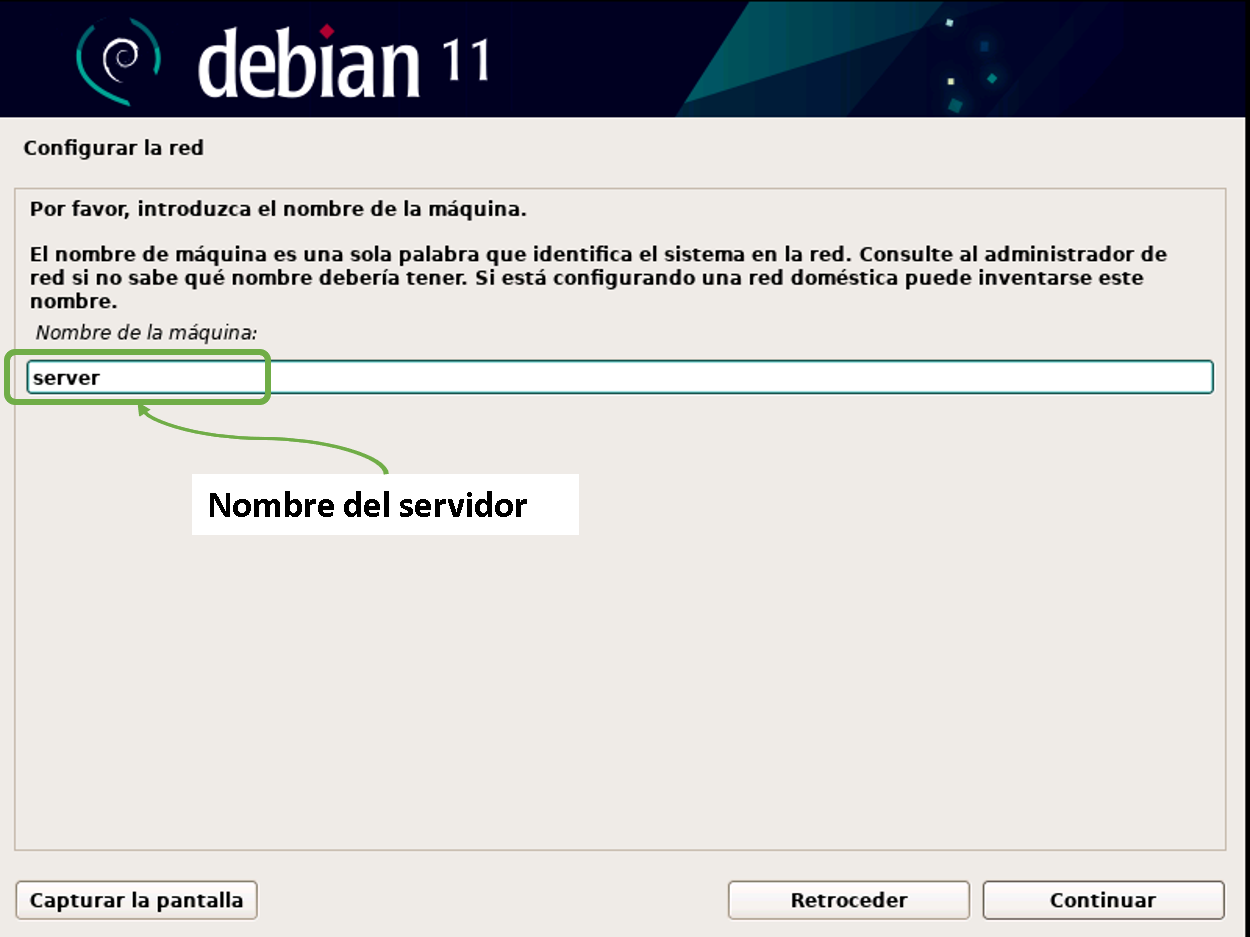 debian 11
Configurar la red
Por favor, introduzca el nombre de la máquina.
El nombre de máquina es una sola palabra que identifica el sistema en la red. Consulte al administrador de
red si no sabe qué nombre debería tener. Si está configurando una red doméstica puede inventarse este
nombre.
Nombre de la máquina:
server
Nombre del servidor
Capturar la pantalla
Retroceder
Continuar